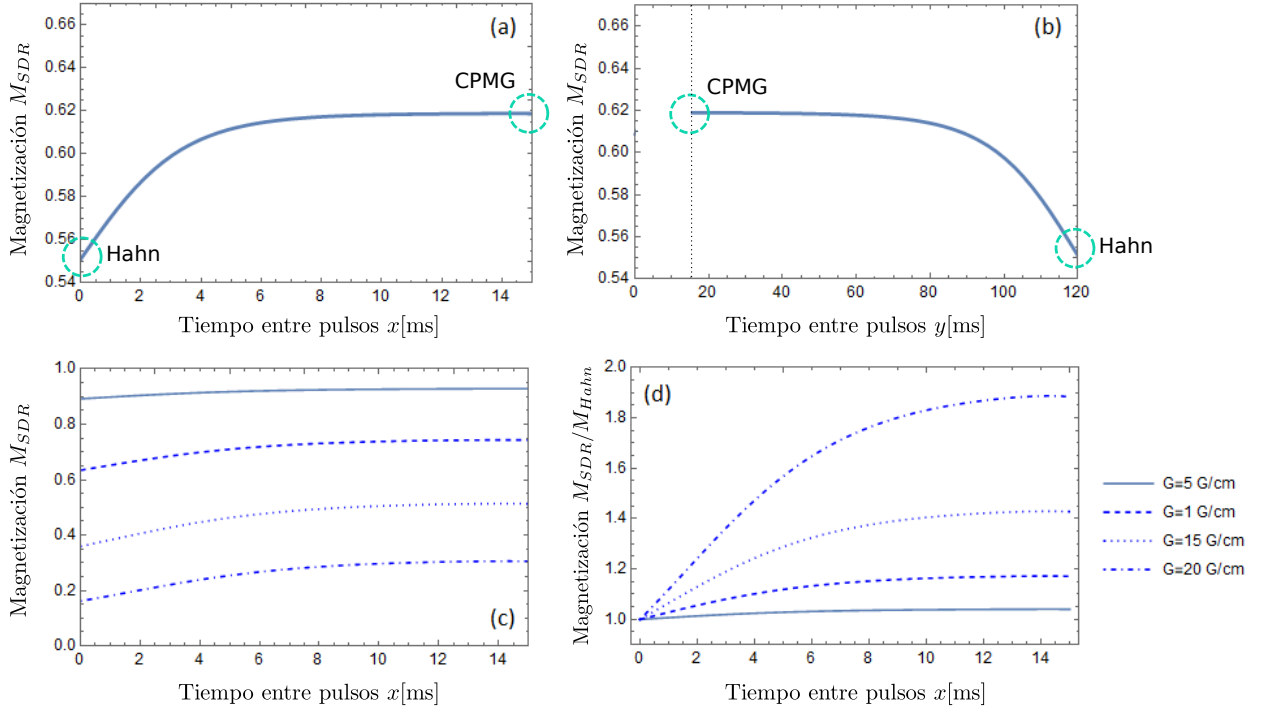 (a)
Magnetización M_SDR
0.66
0.64
0.62
0.60
0.58
0.56
0.54
CPMG
Hahn
0 2 4 6 8 10 12 14
Tiempo entre pulsos x[ms]
(b)
Magnetización M_SDR
0.66
0.64
0.62
0.60
0.58
0.56
0.54
CPMG
Hahn
0 20 40 60 80 100 120
Tiempo entre pulsos y[ms]
Magnetización M_SDR
1.0
0.8
0.6
0.4
0.2
0.0
(c)
0 2 4 6 8 10 12 14
Tiempo entre pulsos x[ms]
Magnetización M_SDR/M_Hahn
2.0
1.8
1.6
1.4
1.2
1.0
(d)
0 2 4 6 8 10 12 14
Tiempo entre pulsos x[ms]
G=5 G/cm
G=1 G/cm
G=15 G/cm
G=20 G/cm